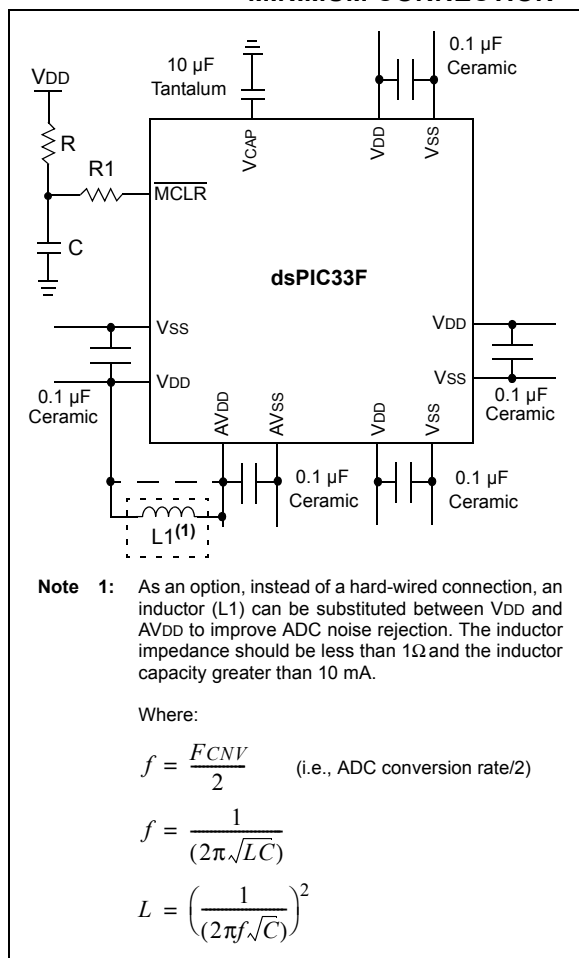 0.1 µF
Ceramic
10 µF
Tantalum
VDD
R
R1
C
VCAP
VDD
VSS
MCLR
dsPIC33F
VSS
VDD
VDD
VSS
0.1 µF
Ceramic
0.1 µF
Ceramic
AVDD
AVSS
VDD
VSS
0.1 µF
Ceramic
0.1 µF
Ceramic
L1(1)
Note 1: As an option, instead of a hard-wired connection, an
inductor (L1) can be substituted between VDD and
AVDD to improve ADC noise rejection. The inductor
impedance should be less than 1Ω and the inductor
capacity greater than 10 mA.
Where:
f = FCNV / 2 (i.e., ADC conversion rate/2)
f = 1 / (2π√LC)
L = (1 / (2πf√C))²